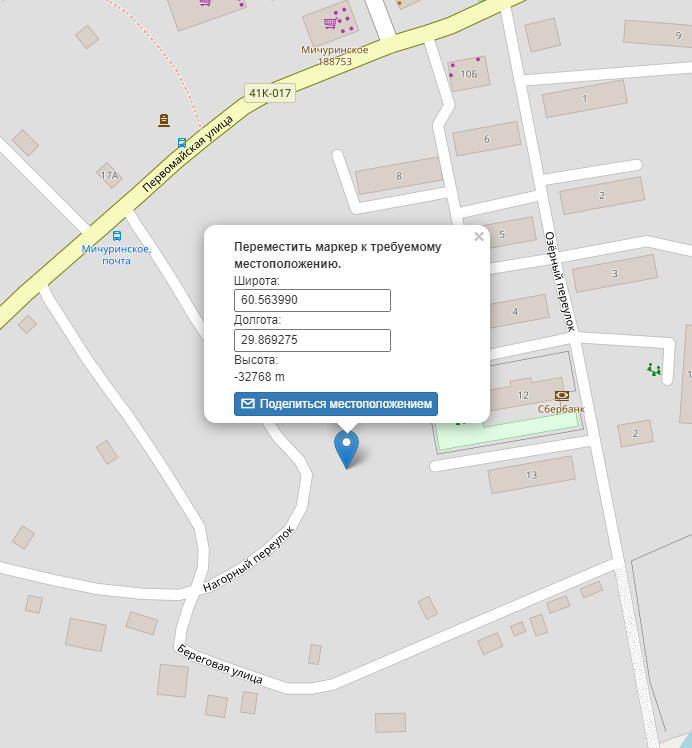 Мичуринское
188753
9
10Б
41К-017
1
Первомайская улица
6
8
17А
2
Мичуринское,
почта
5
Озёрный переулок
Переместить маркер к требуемому
местоположению.
Широта:
60.563990
Долгота:
29.869275
Высота:
-32768 m
Поделиться местоположением
×
3
4
12
Сбербанк
2
13
Нагорный переулок
Береговая улица